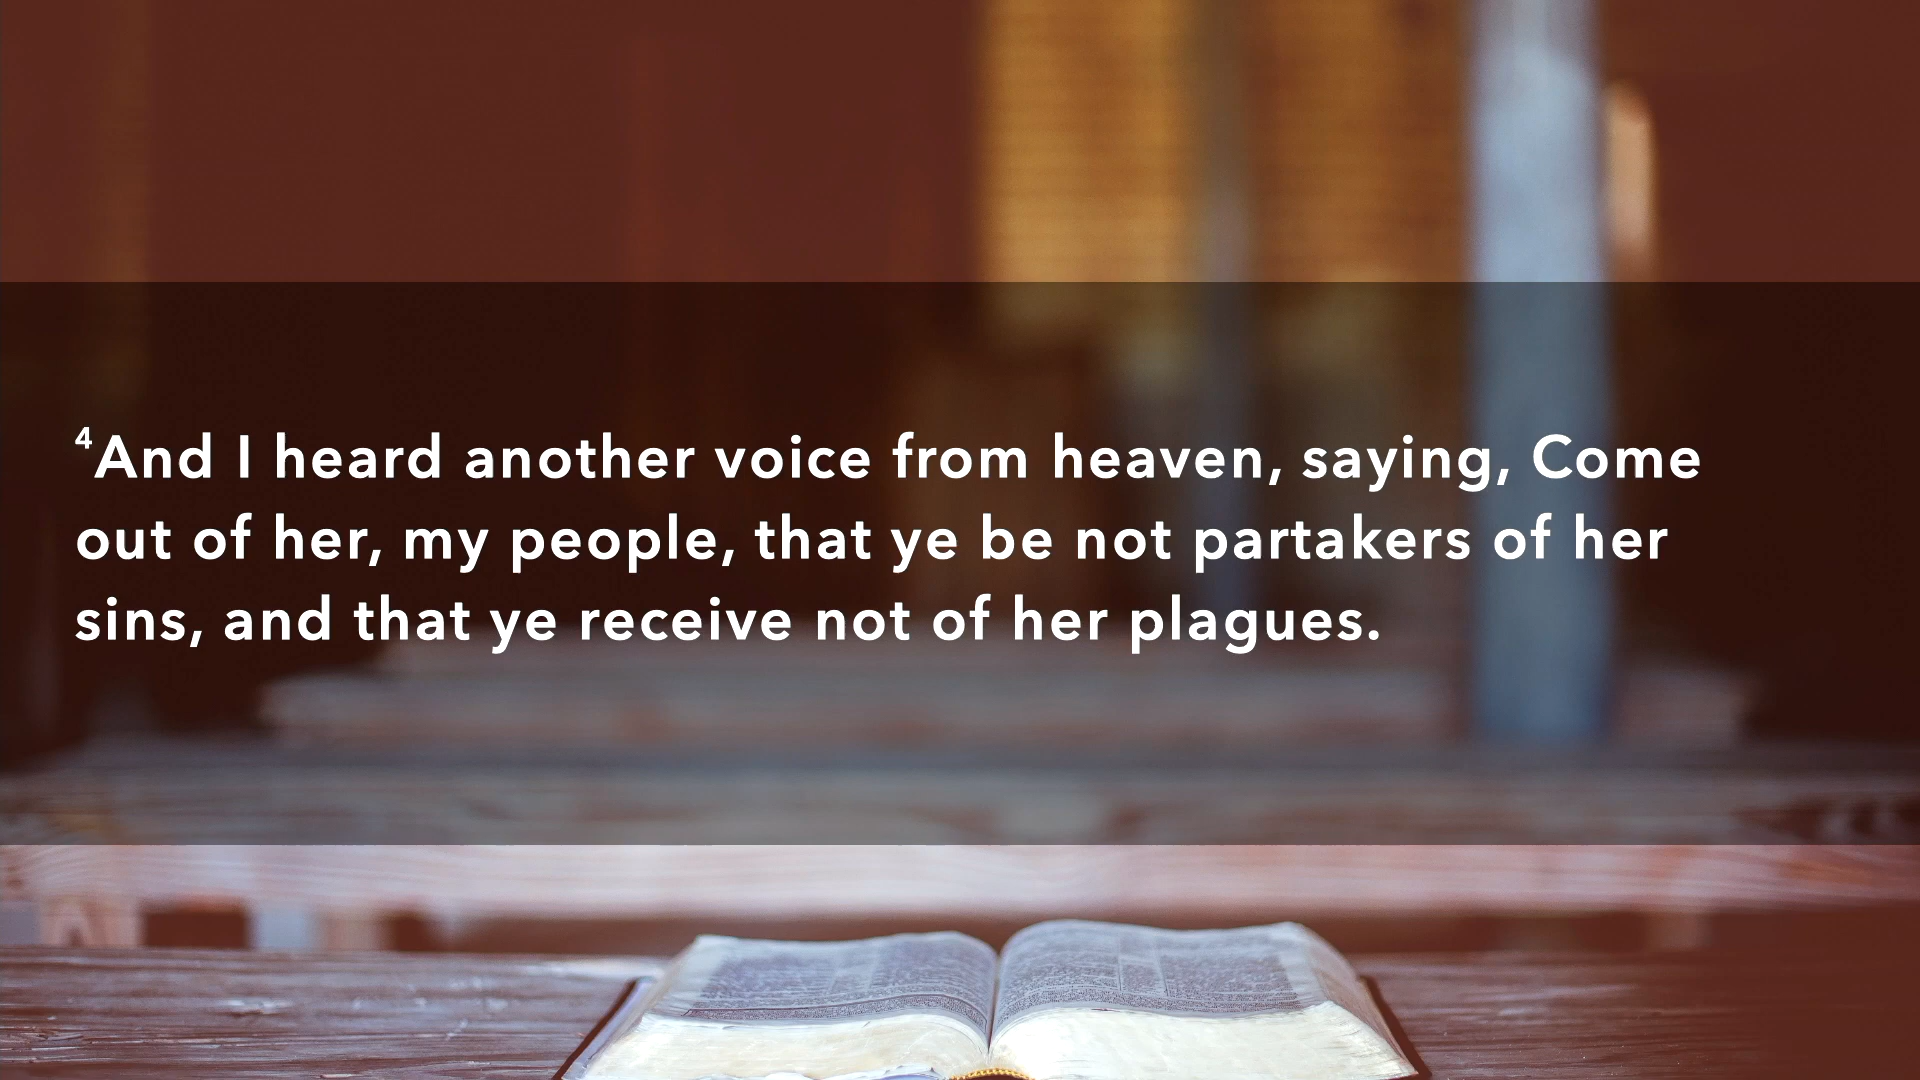 4And I heard another voice from heaven, saying, Come
out of her, my people, that ye be not partakers of her
sins, and that ye receive not of her plagues.